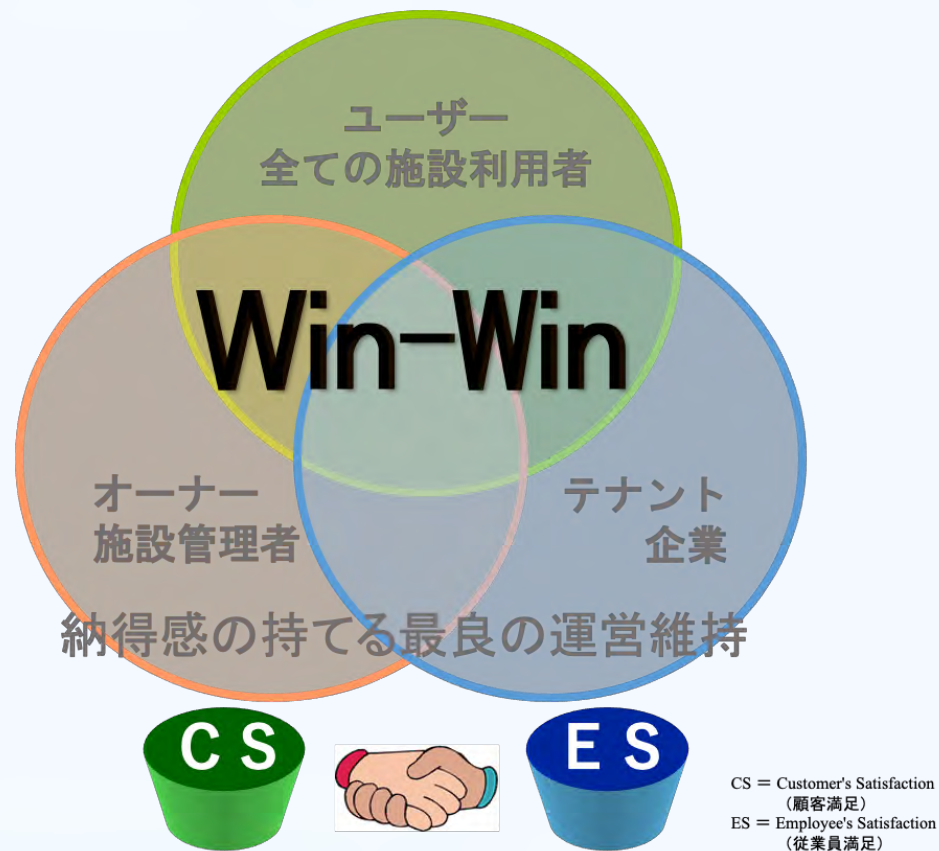 ユーザー
全ての施設利用者
Win-Win
オーナー
施設管理者
テナント
企業
納得感の持てる最良の運営維持
CS
ES
CS = Customer's Satisfaction
(顧客満足)
ES = Employee's Satisfaction
(従業員満足)